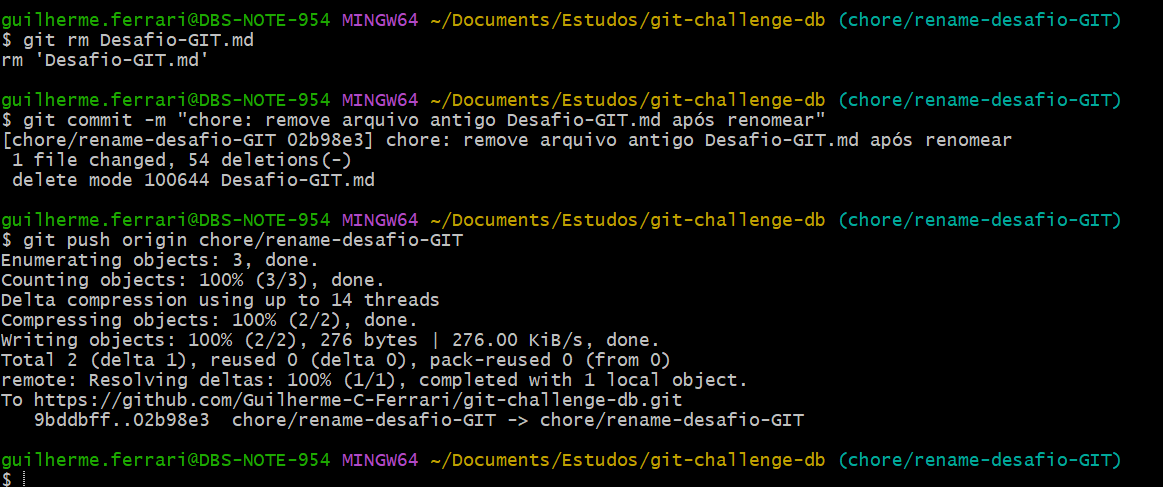 guilherme.ferrari@DBS-NOTE-954 MINGW64 ~/Documents/Estudos/git-challenge-db (chore/rename-desafio-GIT)
$ git rm Desafio-GIT.md
rm 'Desafio-GIT.md'
guilherme.ferrari@DBS-NOTE-954 MINGW64 ~/Documents/Estudos/git-challenge-db (chore/rename-desafio-GIT)
$ git commit -m "chore: remove arquivo antigo Desafio-GIT.md após renomear"
[chore/rename-desafio-GIT 02b98e3] chore: remove arquivo antigo Desafio-GIT.md após renomear
 1 file changed, 54 deletions(-)
 delete mode 100644 Desafio-GIT.md
guilherme.ferrari@DBS-NOTE-954 MINGW64 ~/Documents/Estudos/git-challenge-db (chore/rename-desafio-GIT)
$ git push origin chore/rename-desafio-GIT
Enumerating objects: 3, done.
Counting objects: 100% (3/3), done.
Delta compression using up to 14 threads
Compressing objects: 100% (2/2), done.
Writing objects: 100% (2/2), 276 bytes | 276.00 KiB/s, done.
Total 2 (delta 1), reused 0 (delta 0), pack-reused 0 (from 0)
remote: Resolving deltas: 100% (1/1), completed with 1 local object.
To https://github.com/Guilherme-C-Ferrari/git-challenge-db.git
   9bddbff..02b98e3  chore/rename-desafio-GIT -> chore/rename-desafio-GIT
guilherme.ferrari@DBS-NOTE-954 MINGW64 ~/Documents/Estudos/git-challenge-db (chore/rename-desafio-GIT)
$